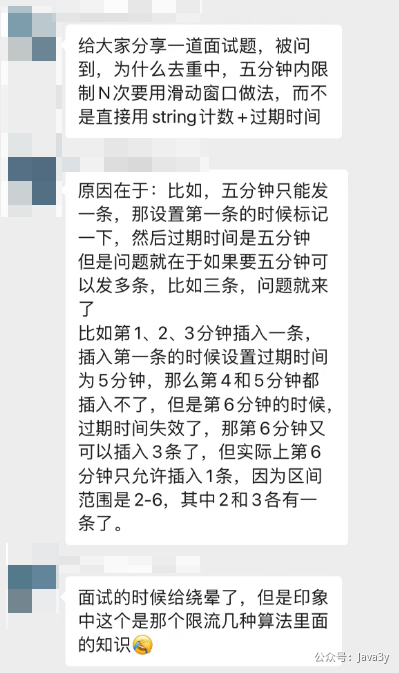 给大家分享一道面试题，被问
到，为什么去重中，五分钟内限
制N次要用滑动窗口做法，而不
是直接用string计数+过期时间
原因在于：比如，五分钟只能发
一条，那设置第一条的时候标记
一下，然后过期时间是五分钟
但是问题就在于如果要五分钟可
以发多条，比如三条，问题就来
了
比如第1、2、3分钟插入一条，
插入第一条的时候设置过期时间
为5分钟，那么第4和5分钟都
插入不了，但是第6分钟的时候，
过期时间失效了，那第6分钟又
可以插入3条了，但实际上第6
分钟只允许插入1条，因为区间
范围是2-6，其中2和3各有一
条了。
面试的时候给绕晕了，但是印象
中这个是那个限流几种算法里面
的知识😂
公众号：Java3y